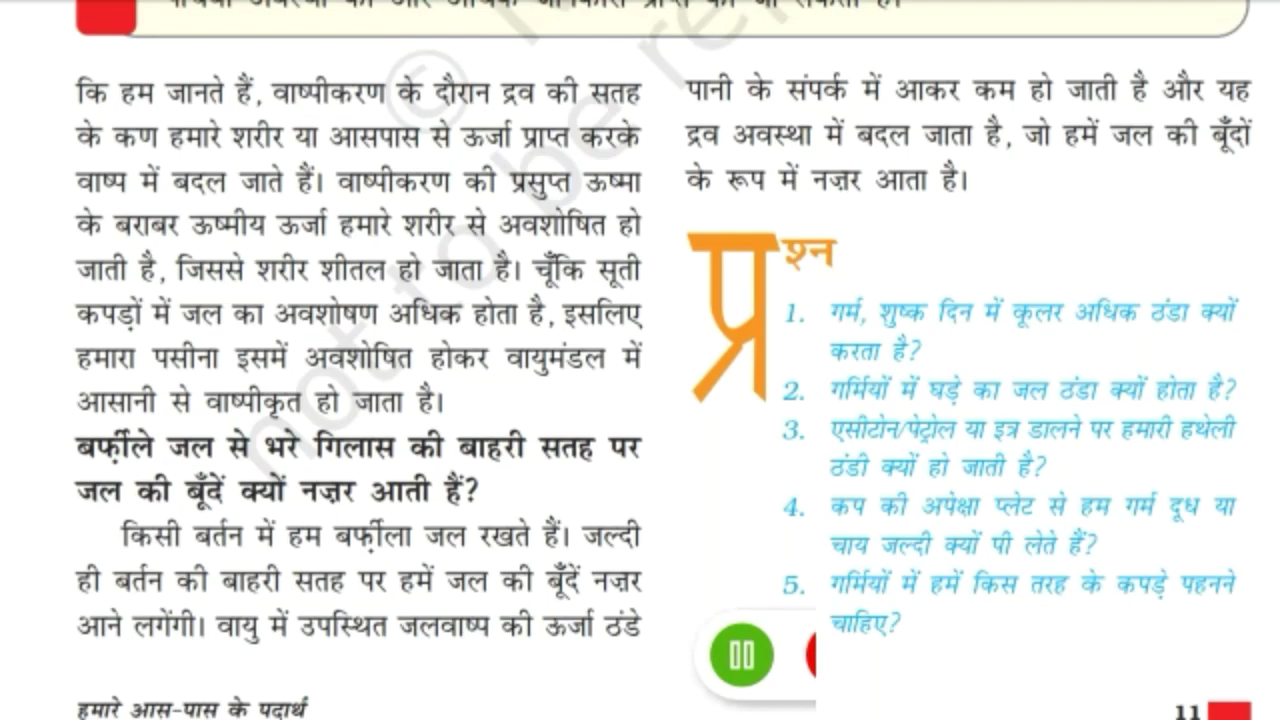 कि हम जानते हैं, वाष्पीकरण के दौरान द्रव की सतह
के कण हमारे शरीर या आसपास से ऊर्जा प्राप्त करके
वाष्प में बदल जाते हैं। वाष्पीकरण की प्रसुप्त ऊष्मा
के बराबर ऊष्मीय ऊर्जा हमारे शरीर से अवशोषित हो
जाती है, जिससे शरीर शीतल हो जाता है। चूँकि सूती
कपड़ों में जल का अवशोषण अधिक होता है, इसलिए
हमारा पसीना इसमें अवशोषित होकर वायुमंडल में
आसानी से वाष्पीकृत हो जाता है।
बर्फ़ीले जल से भरे गिलास की बाहरी सतह पर
जल की बूँदें क्यों नज़र आती हैं?
किसी बर्तन में हम बर्फ़ीला जल रखते हैं। जल्दी
ही बर्तन की बाहरी सतह पर हमें जल की बूँदें नज़र
आने लगेंगी। वायु में उपस्थित जलवाष्प की ऊर्जा ठंडे
पानी के संपर्क में आकर कम हो जाती है और यह
द्रव अवस्था में बदल जाता है, जो हमें जल की बूँदों
के रूप में नज़र आता है।
प्रश्न
1. गर्म, शुष्क दिन में कूलर अधिक ठंडा क्यों
करता है?
2. गर्मियों में घड़े का जल ठंडा क्यों होता है?
3. एसीटोन/पेट्रोल या इत्र डालने पर हमारी हथेली
ठंडी क्यों हो जाती है?
4. कप की अपेक्षा प्लेट से हम गर्म दूध या
चाय जल्दी क्यों पी लेते हैं?
5. गर्मियों में हमें किस तरह के कपड़े पहनने
चाहिए?
हमारे आस-पास के पदार्थ
11
© not to be re